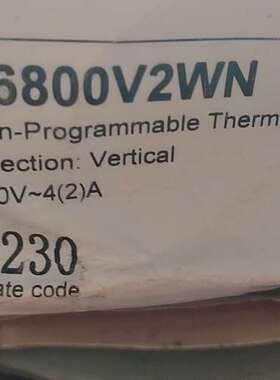 6800V2WN
n-Programmable Therm
ection: Vertical
0V~4(2)A
230
ate code